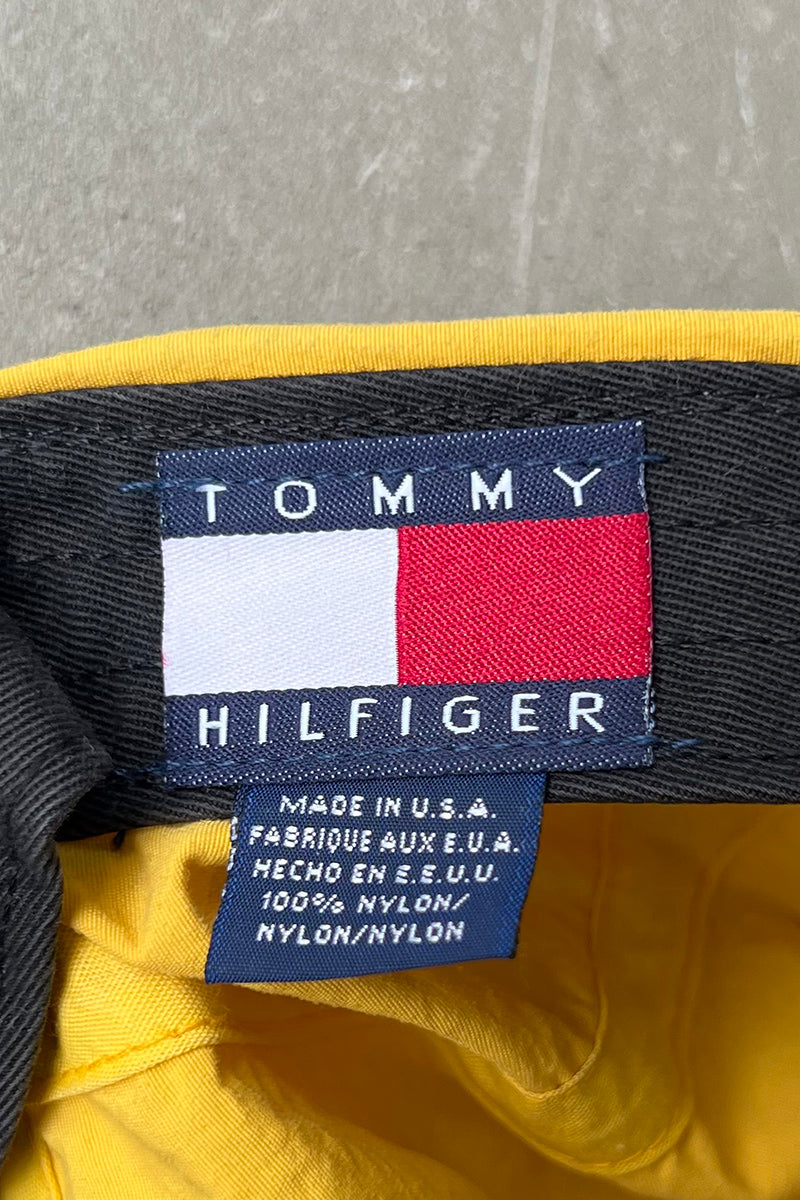 TOMMY
HILFIGER
MADE IN U.S.A.
FABRIQUE AUX E.U.A.
HECHO EN E.E.U.U.
100% NYLON/
NYLON/NYLON